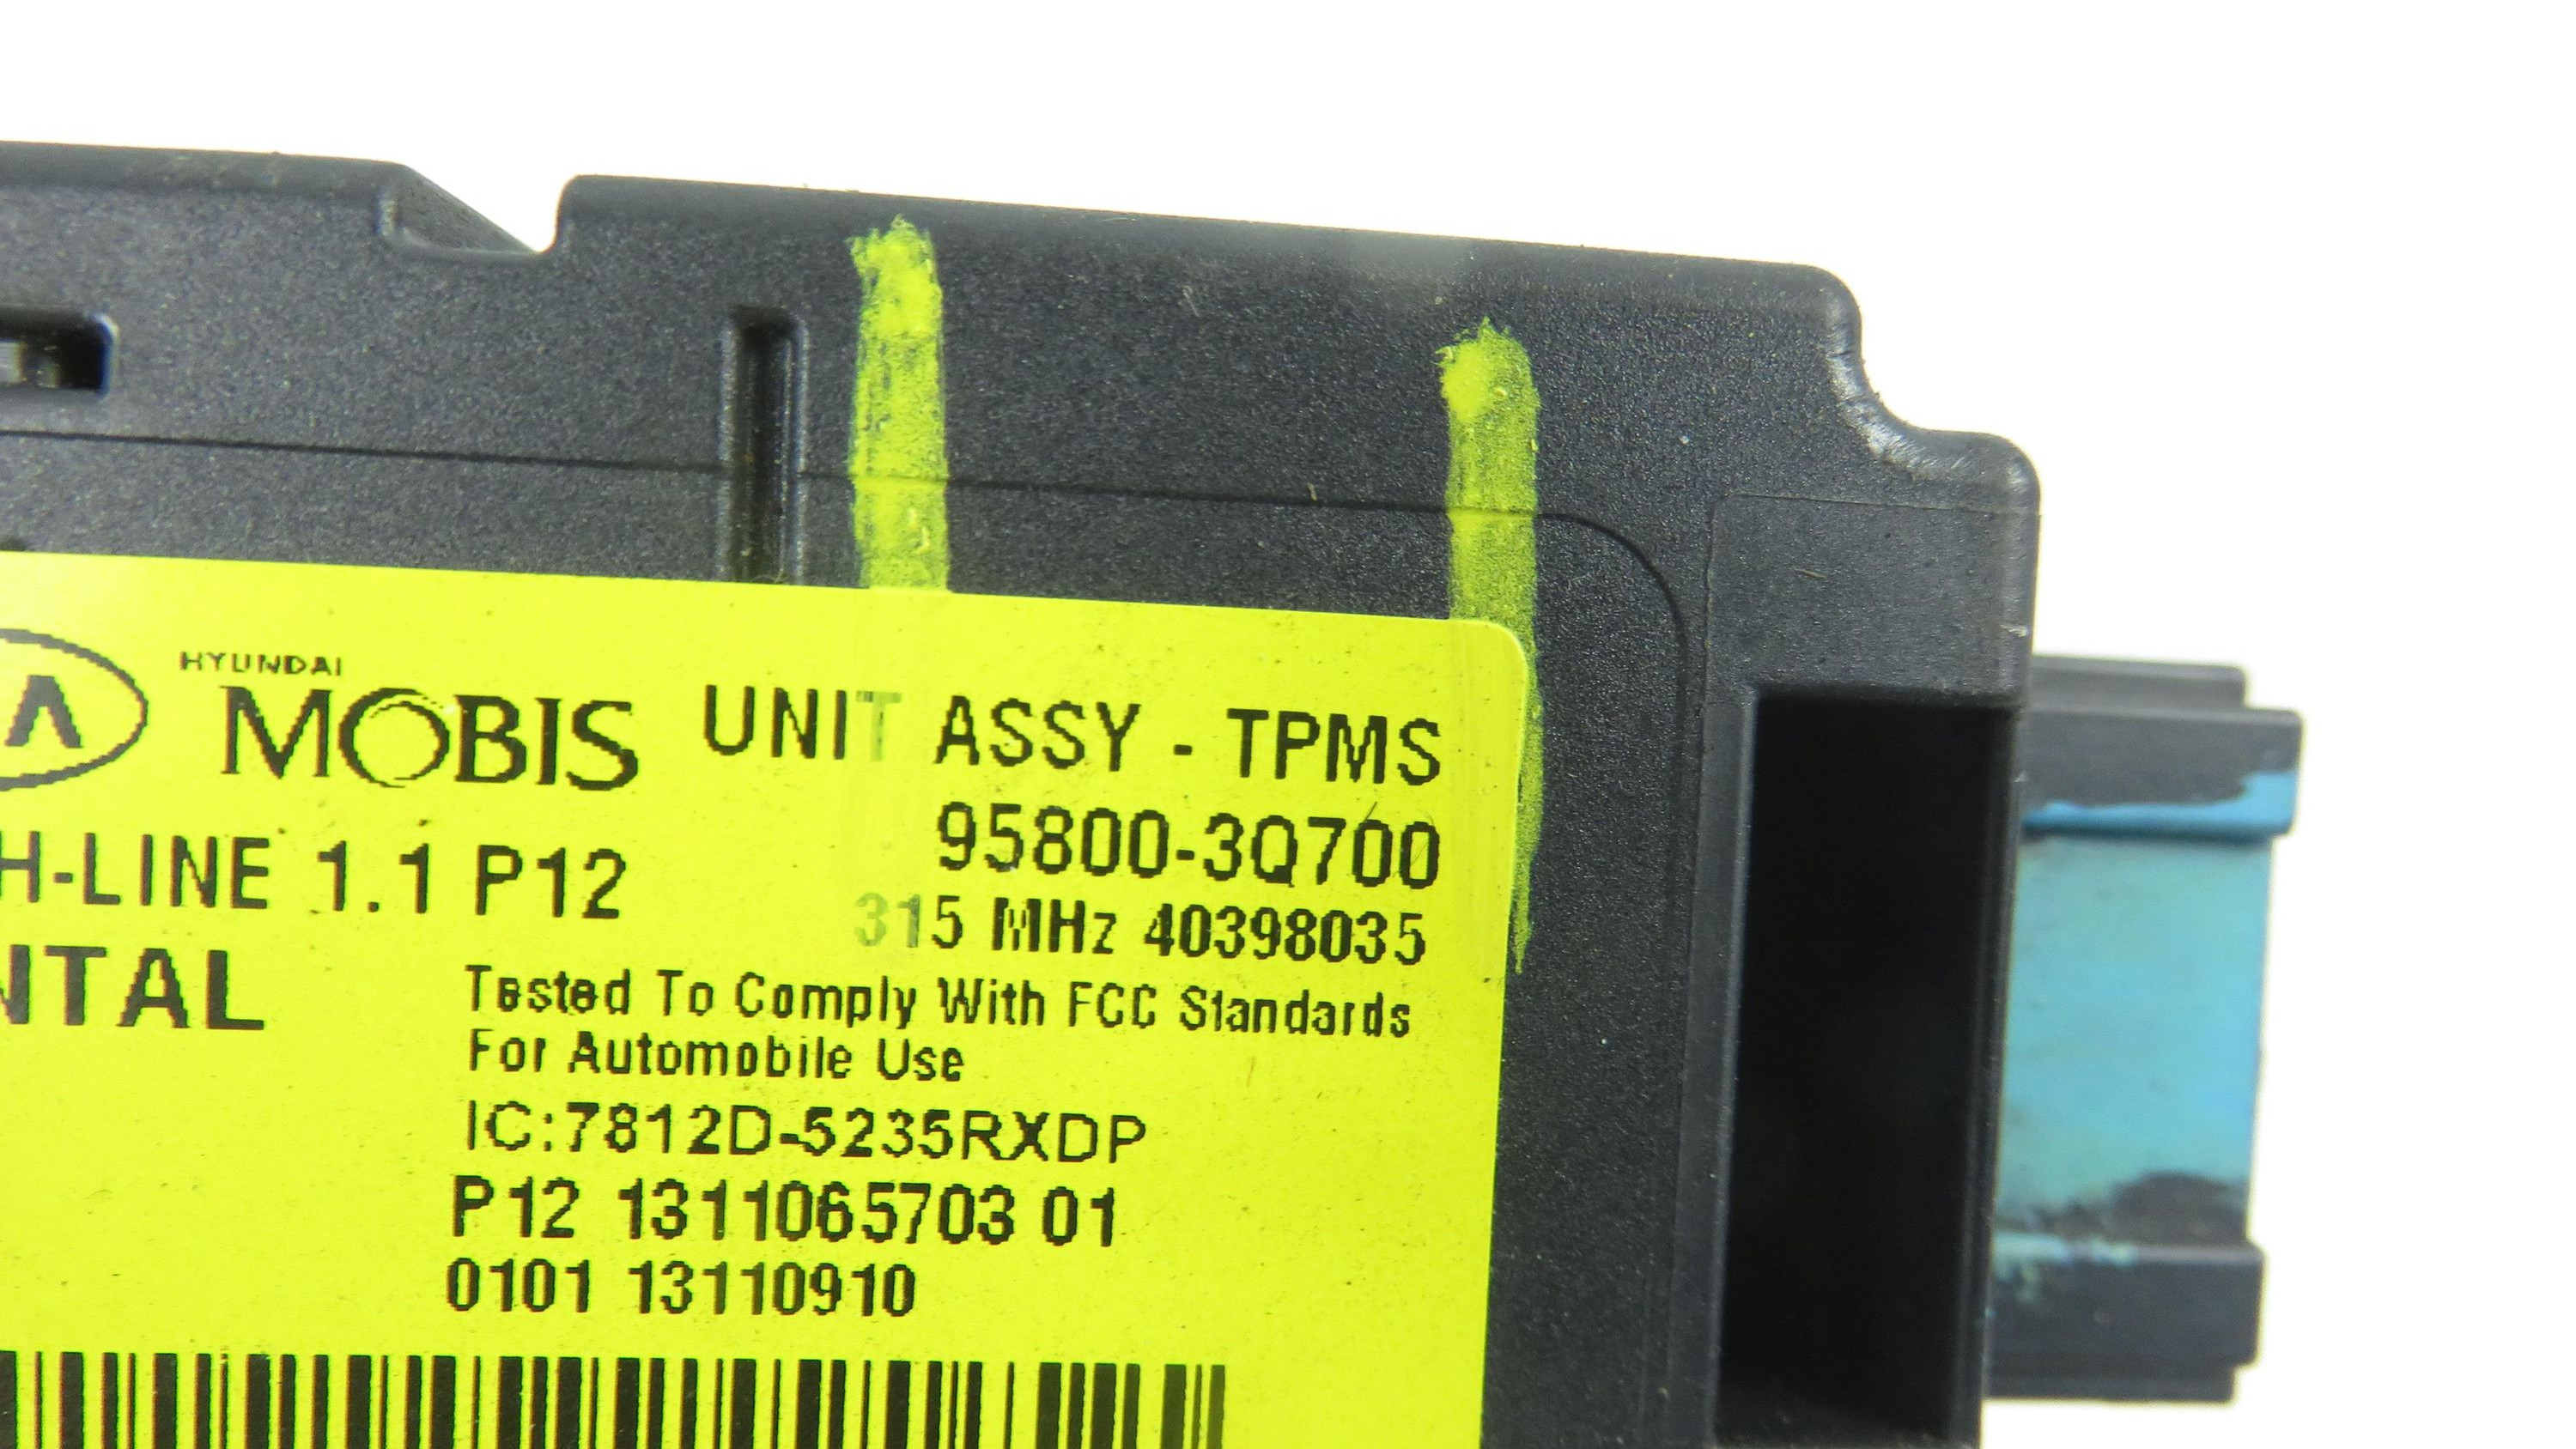 HYUNDAI
MOBIS UNIT ASSY - TPMS
95800-3Q700
H-LINE 1.1 P12
315 MHz 40398035
NTAL
Tested To Comply With FCC Standards
For Automobile Use
IC:7812D-5235RXDP
P12 1311065703 01
0101 13110910